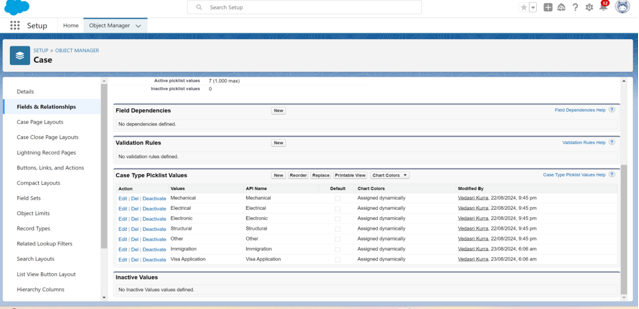 Search Setup
12
Setup
Home
Object Manager
SETUP > OBJECT MANAGER
Case
Details
Fields & Relationships
Case Page Layouts
Case Close Page Layouts
Lightning Record Pages
Buttons, Links, and Actions
Compact Layouts
Field Sets
Object Limits
Record Types
Related Lookup Filters
Search Layouts
List View Button Layout
Hierarchy Columns
Active picklist values 7 (1,000 max)
Inactive picklist values 0
Field Dependencies New Field Dependencies Help ?
No dependencies defined.
Validation Rules New Validation Rules Help ?
No validation rules defined.
Case Type Picklist Values New Reorder Replace Printable View Chart Colors Case Type Picklist Values Help ?
Action Values API Name Default Chart Colors Modified By
Edit | Del | Deactivate Mechanical Mechanical Assigned dynamically Vedasri Kurra, 22/08/2024, 9:45 pm
Edit | Del | Deactivate Electrical Electrical Assigned dynamically Vedasri Kurra, 22/08/2024, 9:45 pm
Edit | Del | Deactivate Electronic Electronic Assigned dynamically Vedasri Kurra, 22/08/2024, 9:45 pm
Edit | Del | Deactivate Structural Structural Assigned dynamically Vedasri Kurra, 22/08/2024, 9:45 pm
Edit | Del | Deactivate Other Other Assigned dynamically Vedasri Kurra, 22/08/2024, 9:45 pm
Edit | Del | Deactivate Immigration Immigration Assigned dynamically Vedasri Kurra, 23/08/2024, 6:06 am
Edit | Del | Deactivate Visa Application Visa Application Assigned dynamically Vedasri Kurra, 23/08/2024, 6:06 am
Inactive Values
No Inactive Values values defined.